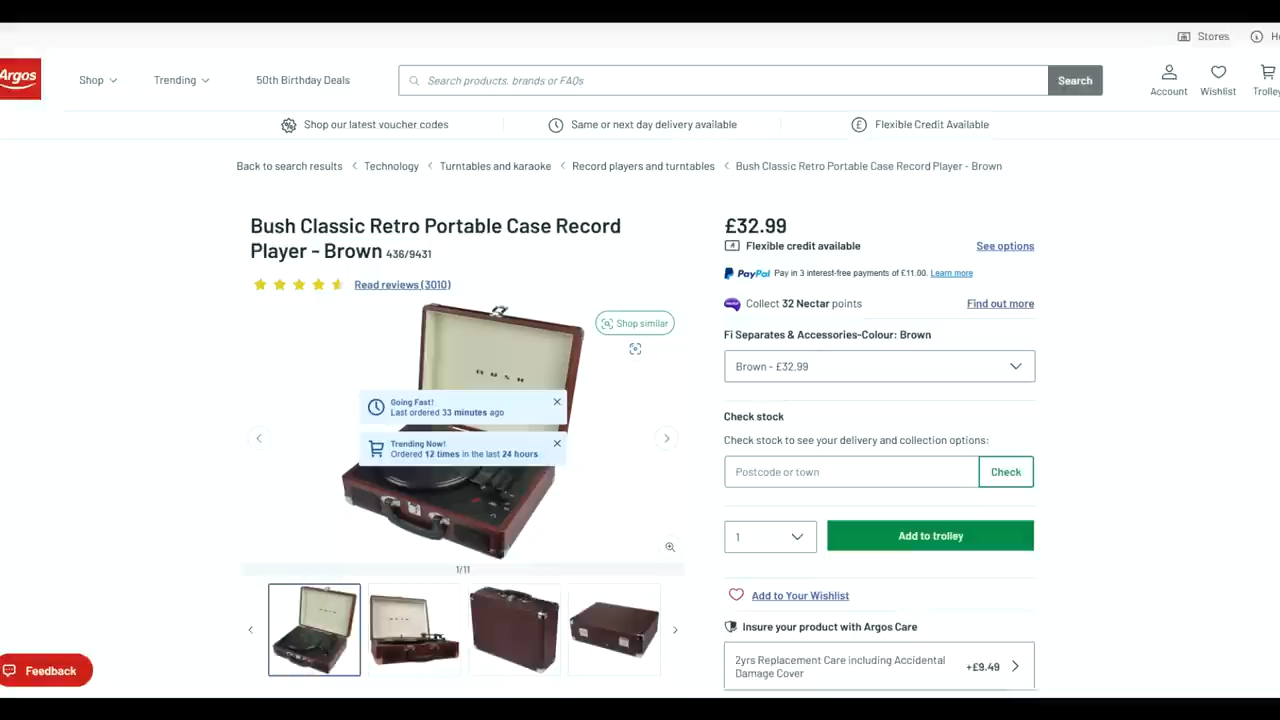 Stores
Argos
Shop
Trending
50th Birthday Deals
Search products, brands or FAQs
Search
Account
Wishlist
Trolley
Shop our latest voucher codes
Same or next day delivery available
Flexible Credit Available
Back to search results
Technology
Turntables and karaoke
Record players and turntables
Bush Classic Retro Portable Case Record Player - Brown
Bush Classic Retro Portable Case Record
Player - Brown 436/9431
Read reviews (3010)
Shop similar
BUSH
Going Fast!
Last ordered 33 minutes ago
Trending Now!
Ordered 12 times in the last 24 hours
1/11
£32.99
Flexible credit available
See options
PayPal Pay in 3 interest-free payments of £11.00. Learn more
Collect 32 Nectar points
Find out more
Fi Separates & Accessories-Colour: Brown
Brown - £32.99
Check stock
Check stock to see your delivery and collection options:
Postcode or town
Check
1
Add to trolley
Add to Your Wishlist
Insure your product with Argos Care
2yrs Replacement Care including Accidental
Damage Cover
+£9.49
Feedback